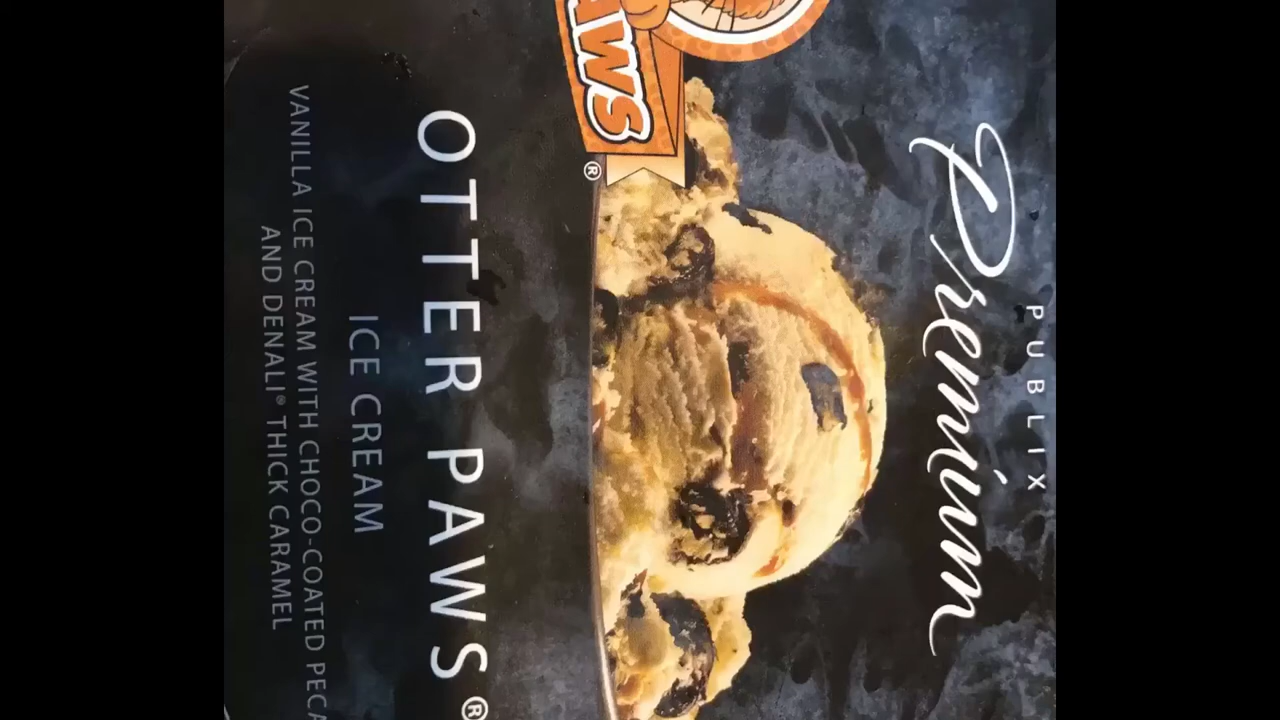 PUBLIX
Premium
AWS
®
OTTER PAWS®
ICE CREAM
VANILLA ICE CREAM WITH CHOCO-COATED PECA
AND DENALI® THICK CARAMEL